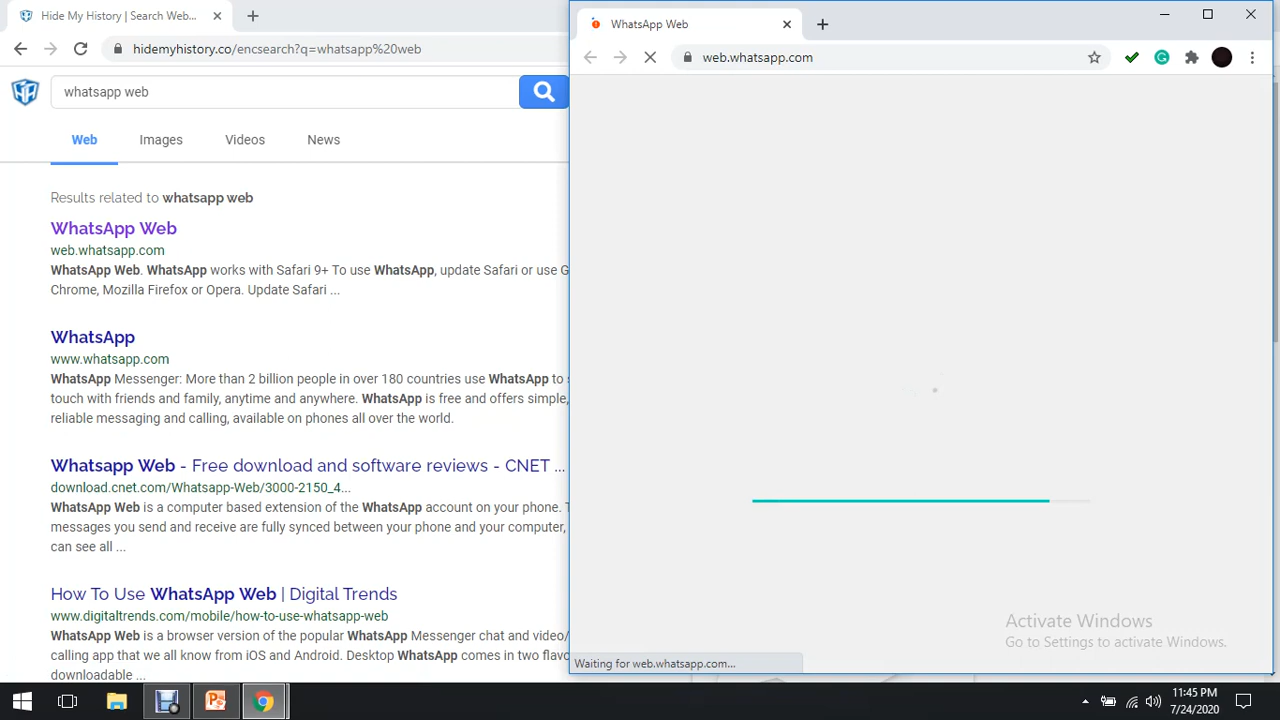 Hide My History | Search Web...
hidemyhistory.co/encsearch?q=whatsapp%20web
whatsapp web
Web
Images
Videos
News
Results related to whatsapp web
WhatsApp Web
web.whatsapp.com
WhatsApp Web. WhatsApp works with Safari 9+ To use WhatsApp, update Safari or use G
Chrome, Mozilla Firefox or Opera. Update Safari ...
WhatsApp
www.whatsapp.com
WhatsApp Messenger: More than 2 billion people in over 180 countries use WhatsApp to s
touch with friends and family, anytime and anywhere. WhatsApp is free and offers simple,
reliable messaging and calling, available on phones all over the world.
Whatsapp Web - Free download and software reviews - CNET ...
download.cnet.com/Whatsapp-Web/3000-2150_4...
WhatsApp Web is a computer based extension of the WhatsApp account on your phone. T
messages you send and receive are fully synced between your phone and your computer,
can see all ...
How To Use WhatsApp Web | Digital Trends
www.digitaltrends.com/mobile/how-to-use-whatsapp-web
WhatsApp Web is a browser version of the popular WhatsApp Messenger chat and video/
calling app that we all know from iOS and Android. Desktop WhatsApp comes in two flavo
downloadable ...
WhatsApp Web
web.whatsapp.com
Activate Windows
Go to Settings to activate Windows.
Waiting for web.whatsapp.com...
11:45 PM
7/24/2020